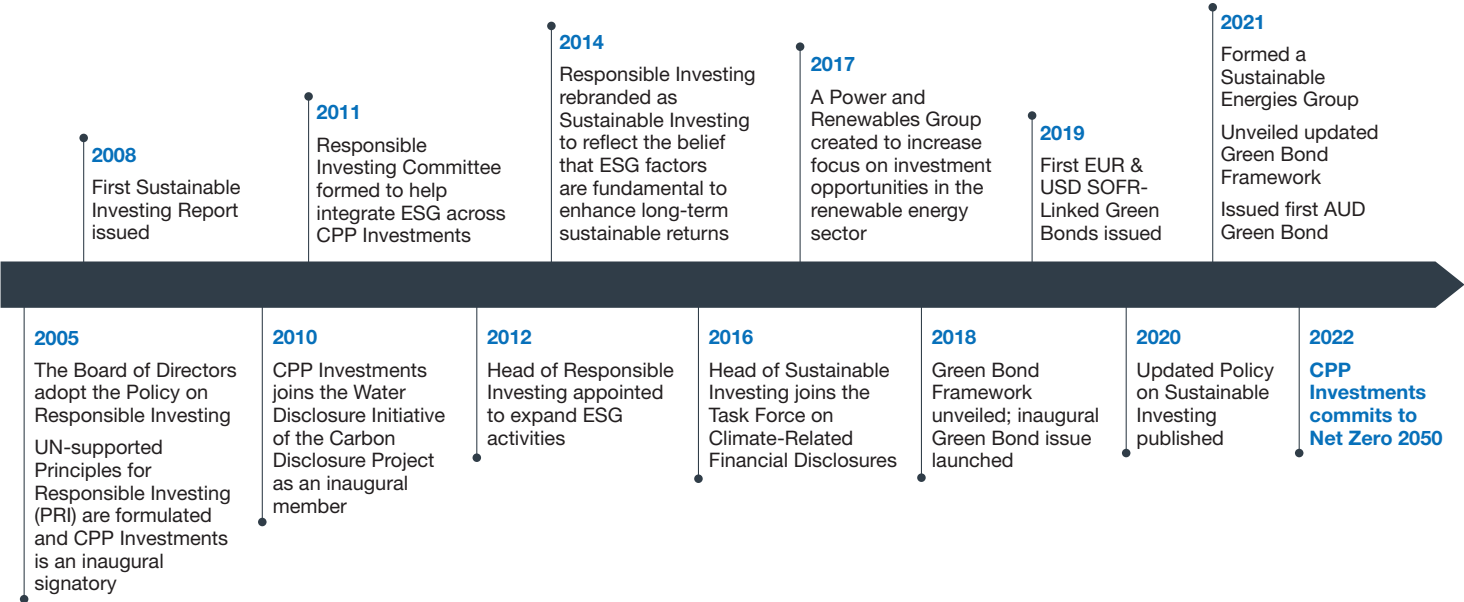 2008
First Sustainable
Investing Report
issued
2011
Responsible
Investing Committee
formed to help
integrate ESG across
CPP Investments
2014
Responsible Investing
rebranded as
Sustainable Investing
to reflect the belief
that ESG factors
are fundamental to
enhance long-term
sustainable returns
2017
A Power and
Renewables Group
created to increase
focus on investment
opportunities in the
renewable energy
sector
2019
First EUR &
USD SOFR-
Linked Green
Bonds issued
2021
Formed a
Sustainable
Energies Group
Unveiled updated
Green Bond
Framework
Issued first AUD
Green Bond
2005
The Board of Directors
adopt the Policy on
Responsible Investing
UN-supported
Principles for
Responsible Investing
(PRI) are formulated
and CPP Investments
is an inaugural
signatory
2010
CPP Investments
joins the Water
Disclosure Initiative
of the Carbon
Disclosure Project
as an inaugural
member
2012
Head of Responsible
Investing appointed
to expand ESG
activities
2016
Head of Sustainable
Investing joins the
Task Force on
Climate-Related
Financial Disclosures
2018
Green Bond
Framework
unveiled; inaugural
Green Bond issue
launched
2020
Updated Policy
on Sustainable
Investing
published
2022
CPP
Investments
commits to
Net Zero 2050